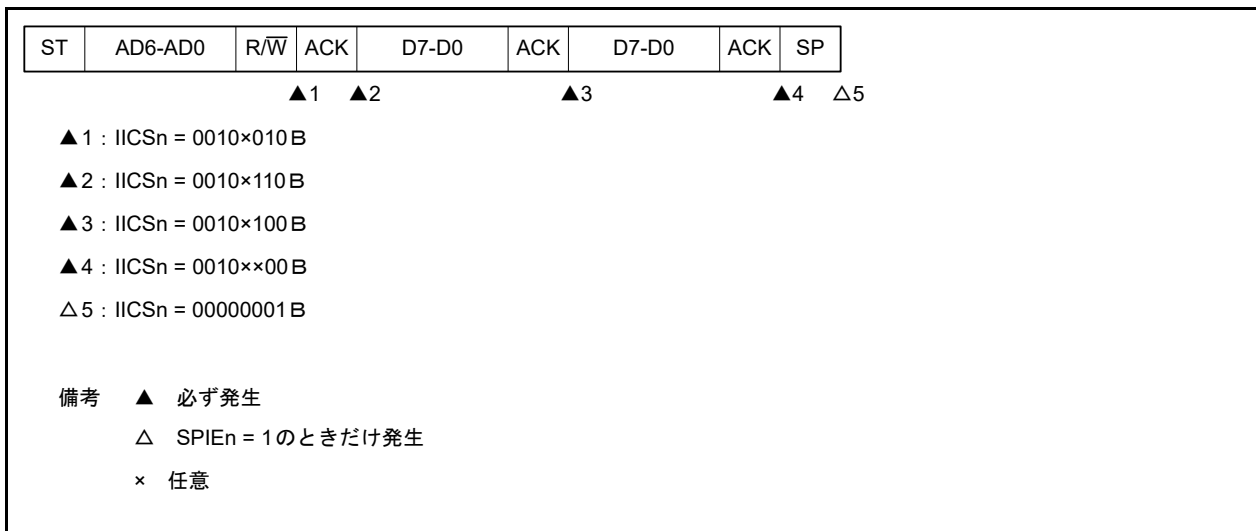 ST AD6-AD0 R/W̅ ACK D7-D0 ACK D7-D0 ACK SP
▲1 ▲2 ▲3 ▲4 △5
▲1：IICSn = 0010×010B
▲2：IICSn = 0010×110B
▲3：IICSn = 0010×100B
▲4：IICSn = 0010××00B
△5：IICSn = 00000001B
備考 ▲ 必ず発生
△ SPIEn = 1のときだけ発生
× 任意